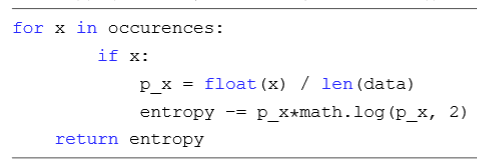 for x in occurences:
if x:
p_x = float(x) / len(data)
entropy -= p_x*math.log(p_x, 2)
return entropy